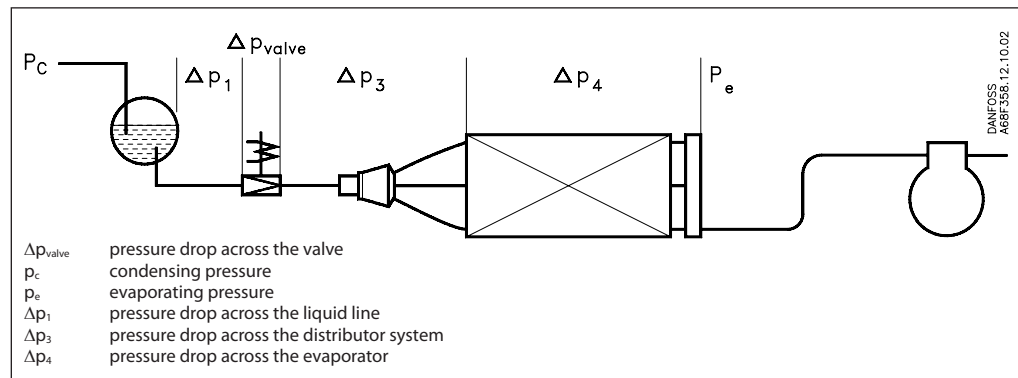 Δ p_valve
P_C
Δ p_1
Δ p_3
Δ p_4
P_e
DANFOSS
A68F358.12.10.02
Δp_valve pressure drop across the valve
p_c condensing pressure
p_e evaporating pressure
Δp_1 pressure drop across the liquid line
Δp_3 pressure drop across the distributor system
Δp_4 pressure drop across the evaporator